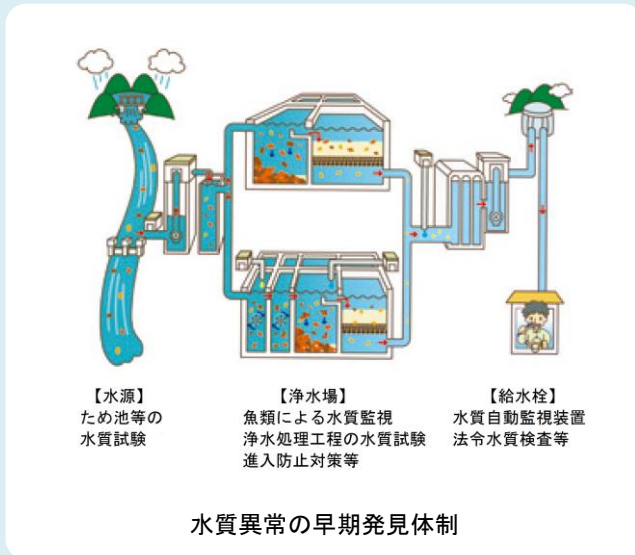 【水源】
ため池等の
水質試験
【浄水場】
魚類による水質監視
浄水処理工程の水質試験
進入防止対策等
【給水栓】
水質自動監視装置
法令水質検査等
水質異常の早期発見体制